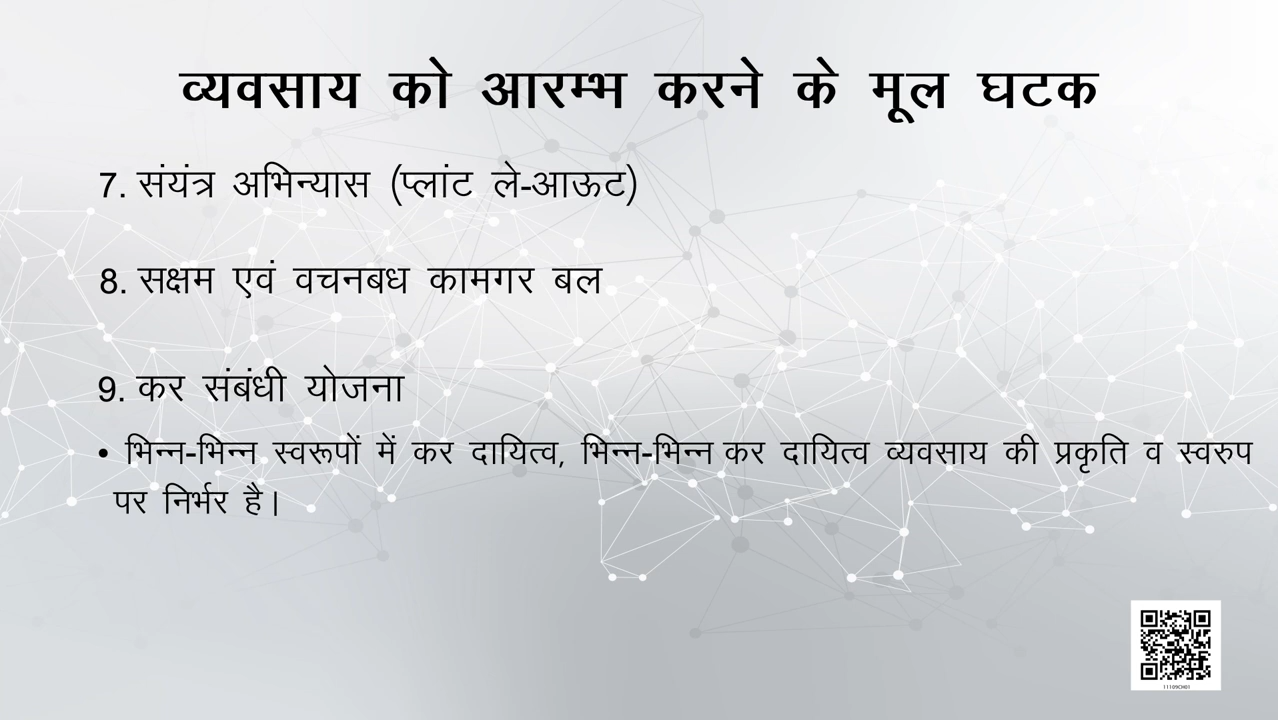 व्यवसाय को आरम्भ करने के मूल घटक
7. संयंत्र अभिन्यास (प्लांट ले-आऊट)
8. सक्षम एवं वचनबध कामगर बल
9. कर संबंधी योजना
• भिन्न-भिन्न स्वरूपों में कर दायित्व, भिन्न-भिन्न कर दायित्व व्यवसाय की प्रकृति व स्वरुप
पर निर्भर है।
11109CH01